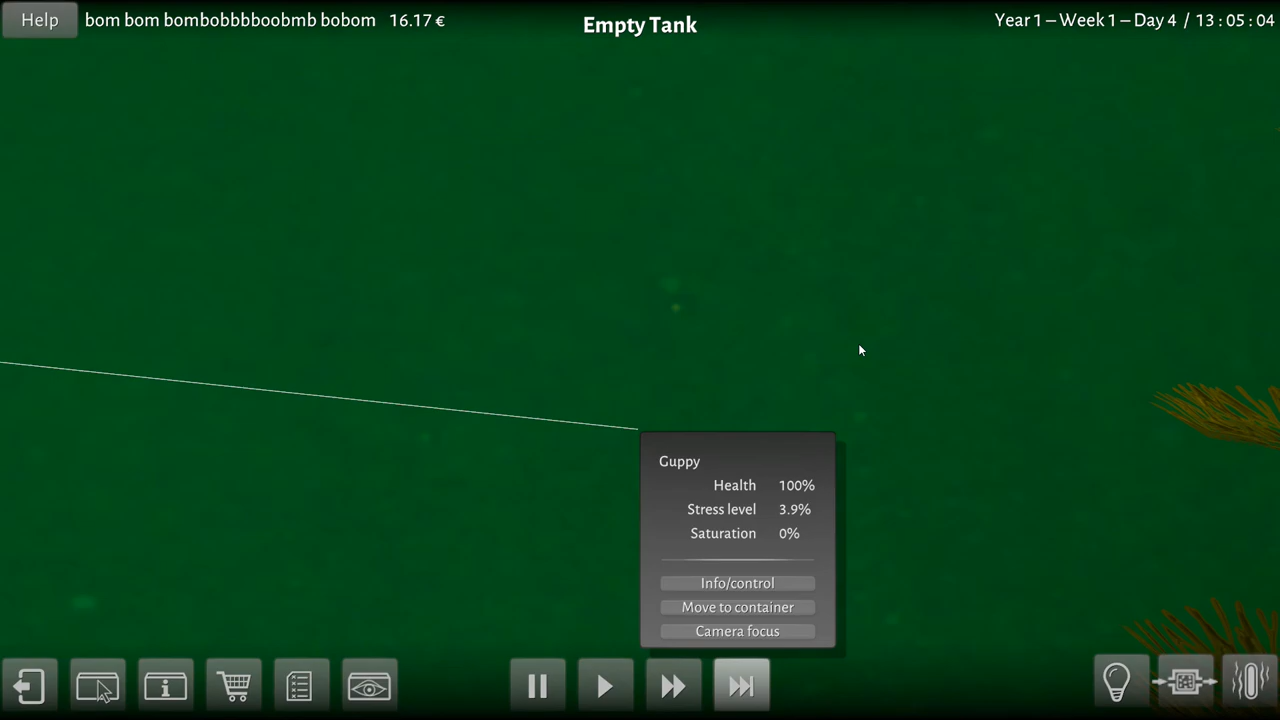 Help
bom bom bombobbbboobmb bobom 16.17 €
Empty Tank
Year 1 – Week 1 – Day 4 / 13 : 05 : 04
Guppy
Health 100%
Stress level 3.9%
Saturation 0%
Info/control
Move to container
Camera focus